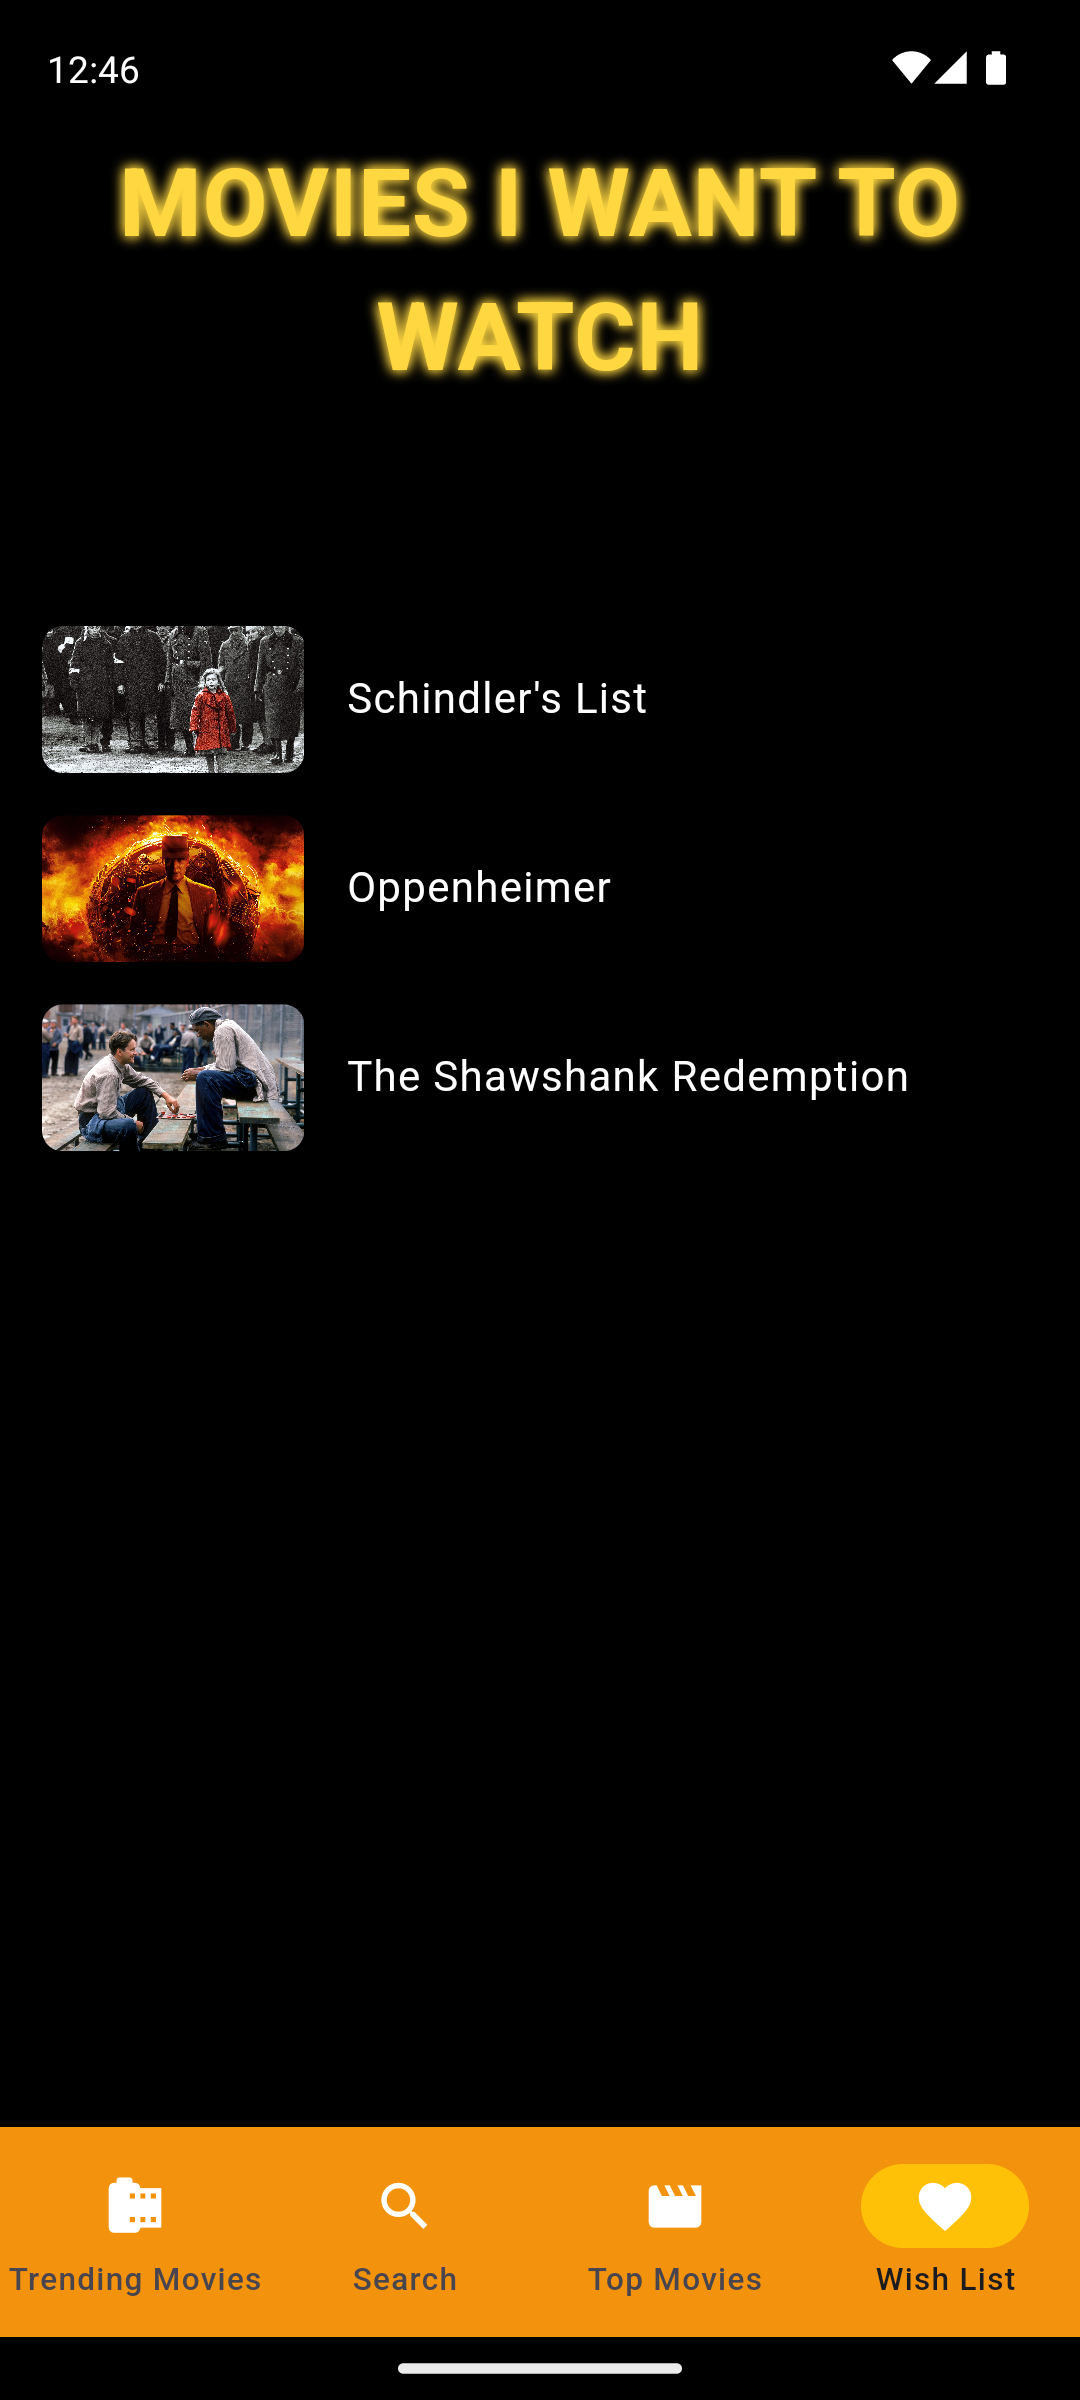 12:46
MOVIES I WANT TO
WATCH
Schindler's List
Oppenheimer
The Shawshank Redemption
Trending Movies
Search
Top Movies
Wish List